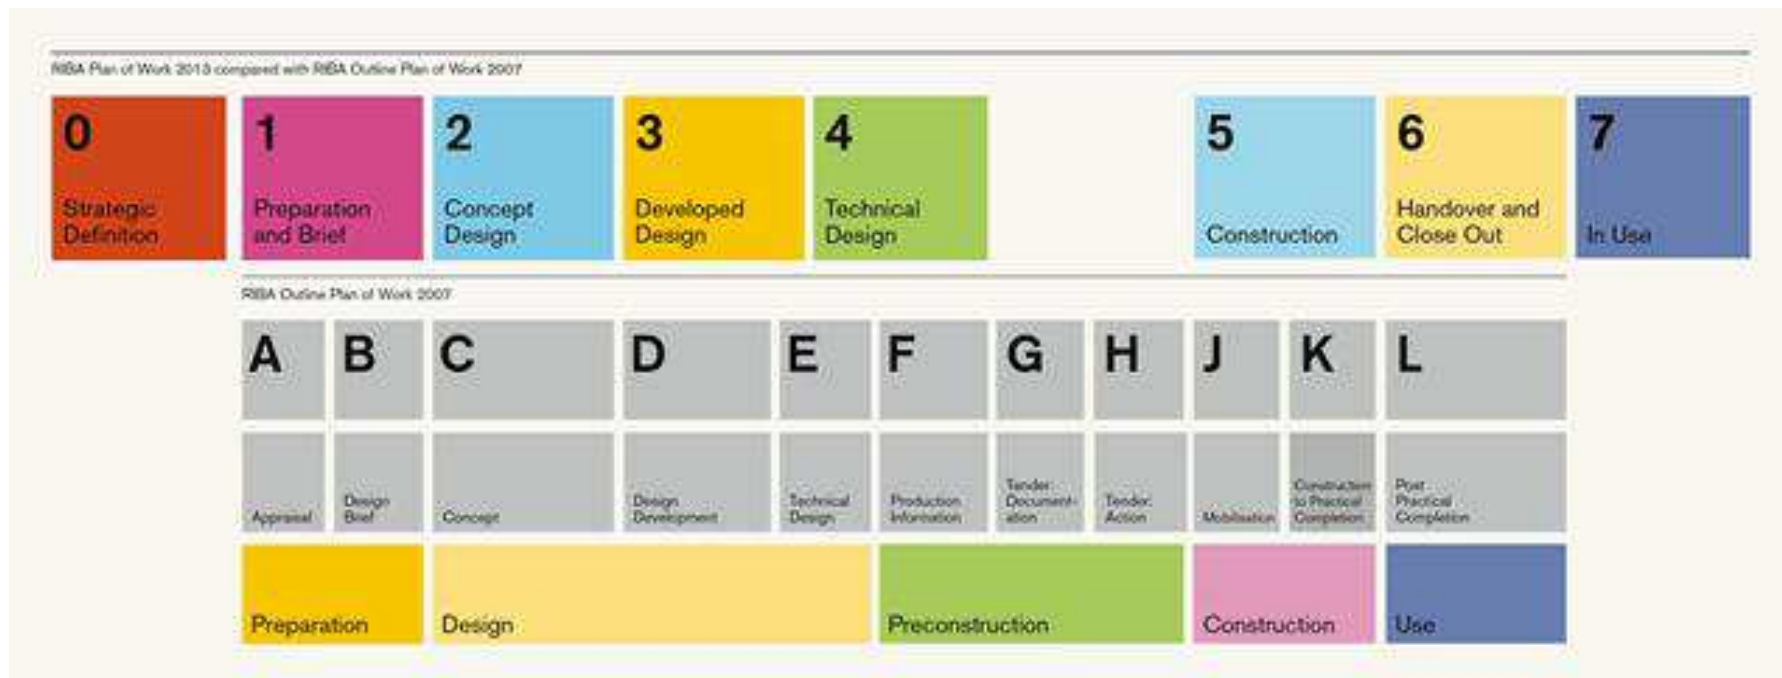 RIBA Plan of Work 2013 compared with RIBA Outline Plan of Work 2007
0
Strategic
Definition
1
Preparation
and Brief
2
Concept
Design
3
Developed
Design
4
Technical
Design
5
Construction
6
Handover and
Close Out
7
In Use
RIBA Outline Plan of Work 2007
A
B
C
D
E
F
G
H
J
K
L
Appraisal
Design
Brief
Concept
Design
Development
Technical
Design
Production
Information
Tender
Document-
ation
Tender
Action
Mobilisation
Construction
to Practical
Completion
Post
Practical
Completion
Preparation
Design
Preconstruction
Construction
Use